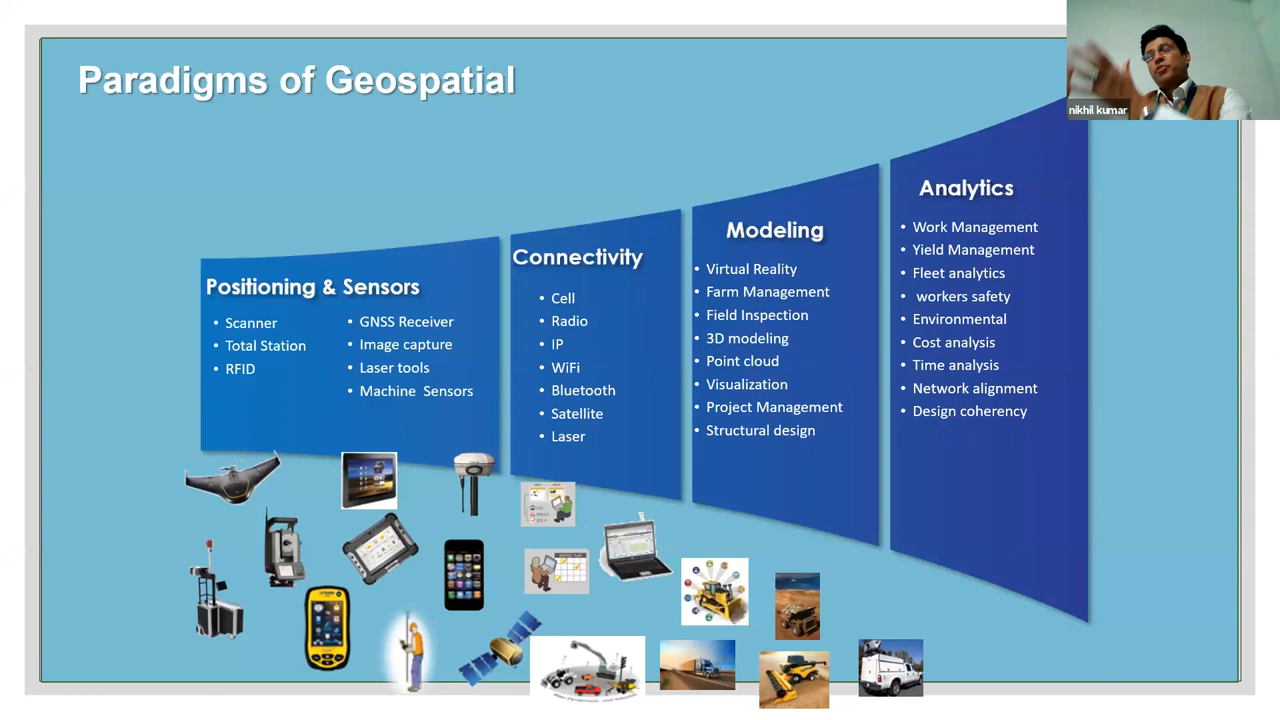 Paradigms of Geospatial
nikhil kumar
Positioning & Sensors
• Scanner
• Total Station
• RFID
• GNSS Receiver
• Image capture
• Laser tools
• Machine Sensors
Connectivity
• Cell
• Radio
• IP
• WiFi
• Bluetooth
• Satellite
• Laser
Modeling
• Virtual Reality
• Farm Management
• Field Inspection
• 3D modeling
• Point cloud
• Visualization
• Project Management
• Structural design
Analytics
• Work Management
• Yield Management
• Fleet analytics
• workers safety
• Environmental
• Cost analysis
• Time analysis
• Network alignment
• Design coherency